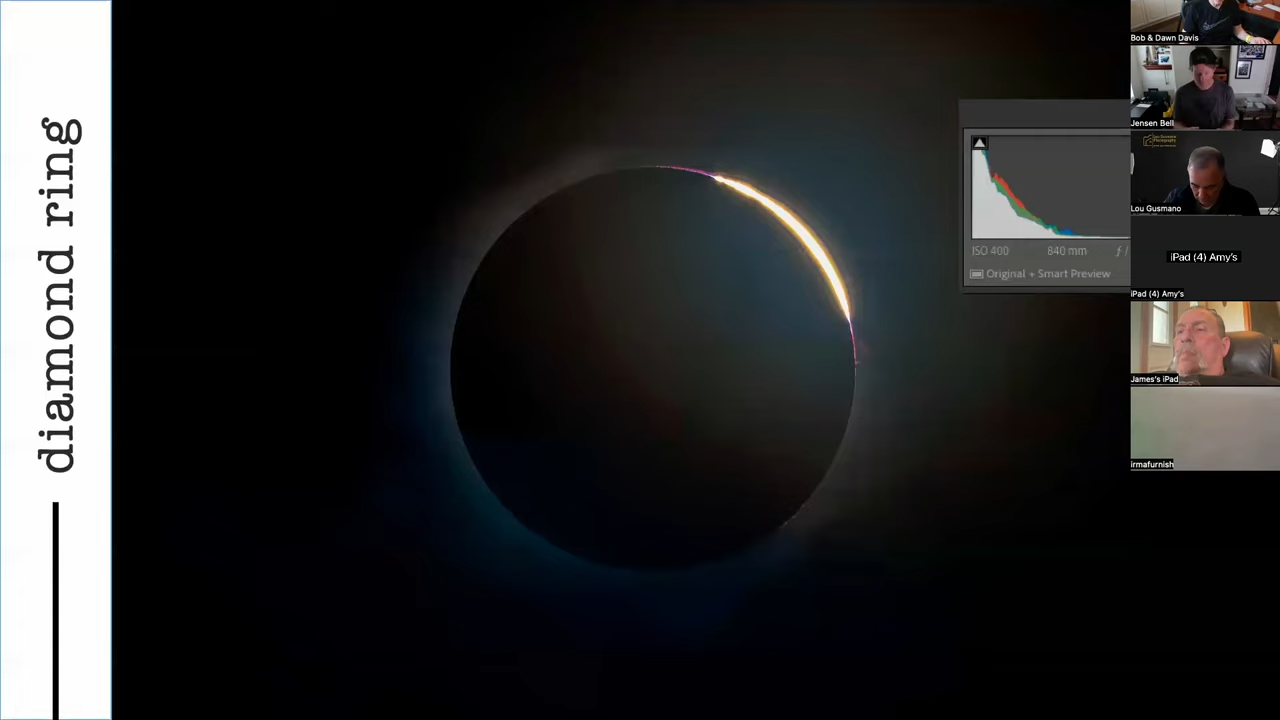 diamond ring
ISO 400 840 mm ƒ /
Original + Smart Preview
Bob & Dawn Davis
Jensen Bell
Lou Gusmano
iPad (4) Amy's
iPad (4) Amy's
James's iPad
irmafurnish